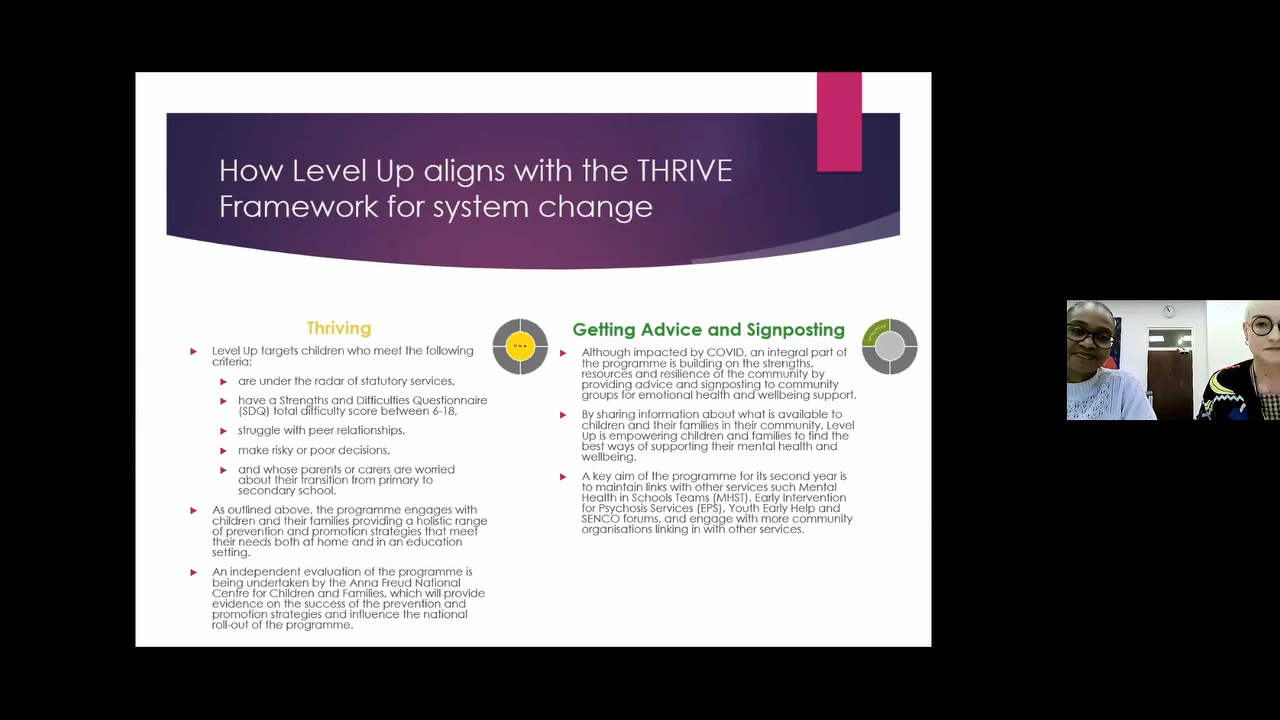 How Level Up aligns with the THRIVE
Framework for system change
Thriving
Level Up targets children who meet the following
criteria:
are under the radar of statutory services,
have a Strengths and Difficulties Questionnaire
(SDQ) total difficulty score between 6-18,
struggle with peer relationships,
make risky or poor decisions,
and whose parents or carers are worried
about their transition from primary to
secondary school.
As outlined above, the programme engages with
children and their families providing a holistic range
of prevention and promotion strategies that meet
their needs both at home and in an education
setting.
An independent evaluation of the programme is
being undertaken by the Anna Freud National
Centre for Children and Families, which will provide
evidence on the success of the prevention and
promotion strategies and influence the national
roll-out of the programme.
Getting Advice and Signposting
Although impacted by COVID, an integral part of
the programme is building on the strengths,
resources and resilience of the community by
providing advice and signposting to community
groups for emotional health and wellbeing support.
By sharing information about what is available to
children and their families in their community, Level
Up is empowering children and families to find the
best ways of supporting their mental health and
wellbeing.
A key aim of the programme for its second year is
to maintain links with other services such Mental
Health in Schools Teams (MHST), Early Intervention
for Psychosis Services (EPS), Youth Early Help and
SENCO forums, and engage with more community
organisations linking in with other services.